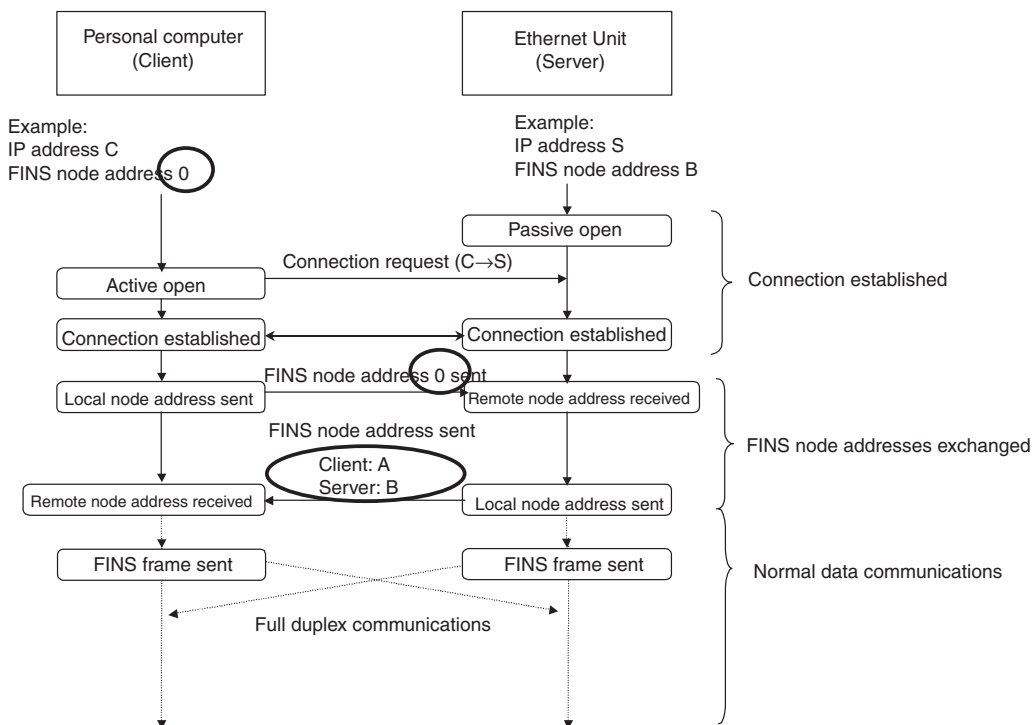 Personal computer
(Client)
Ethernet Unit
(Server)
Example:
IP address C
FINS node address 0
Example:
IP address S
FINS node address B
Passive open
Connection request (C→S)
Active open
Connection established
Connection established
Connection established
FINS node address 0 sent
Local node address sent
Remote node address received
FINS node address sent
Client: A
Server: B
FINS node addresses exchanged
Remote node address received
Local node address sent
FINS frame sent
FINS frame sent
Normal data communications
Full duplex communications